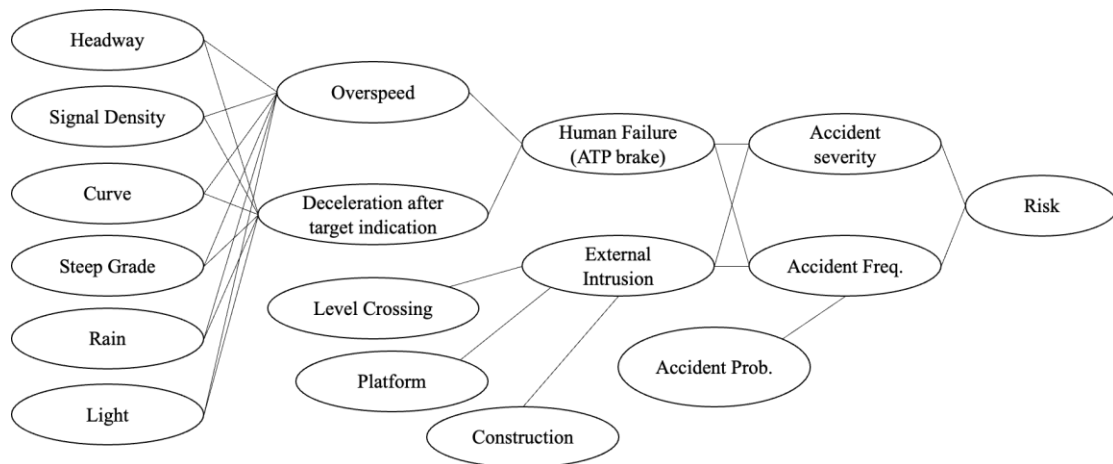 Headway
Signal Density
Curve
Steep Grade
Rain
Light
Overspeed
Deceleration after
target indication
Level Crossing
Platform
Construction
Human Failure
(ATP brake)
External
Intrusion
Accident
severity
Accident Freq.
Accident Prob.
Risk